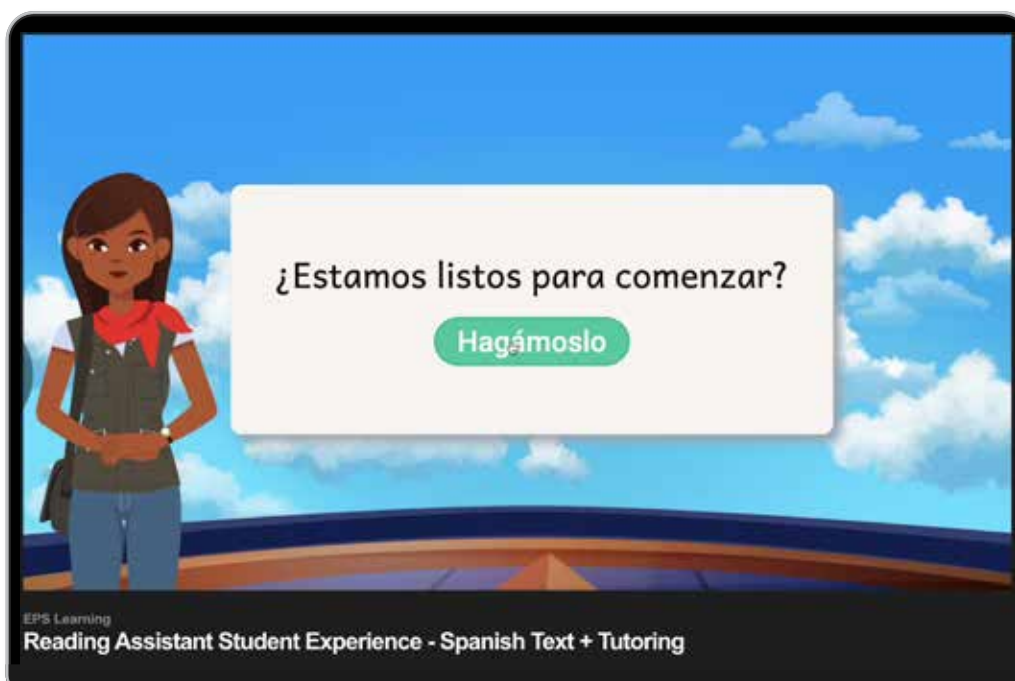 ¿Estamos listos para comenzar?
Hagámoslo
EPS Learning
Reading Assistant Student Experience - Spanish Text + Tutoring